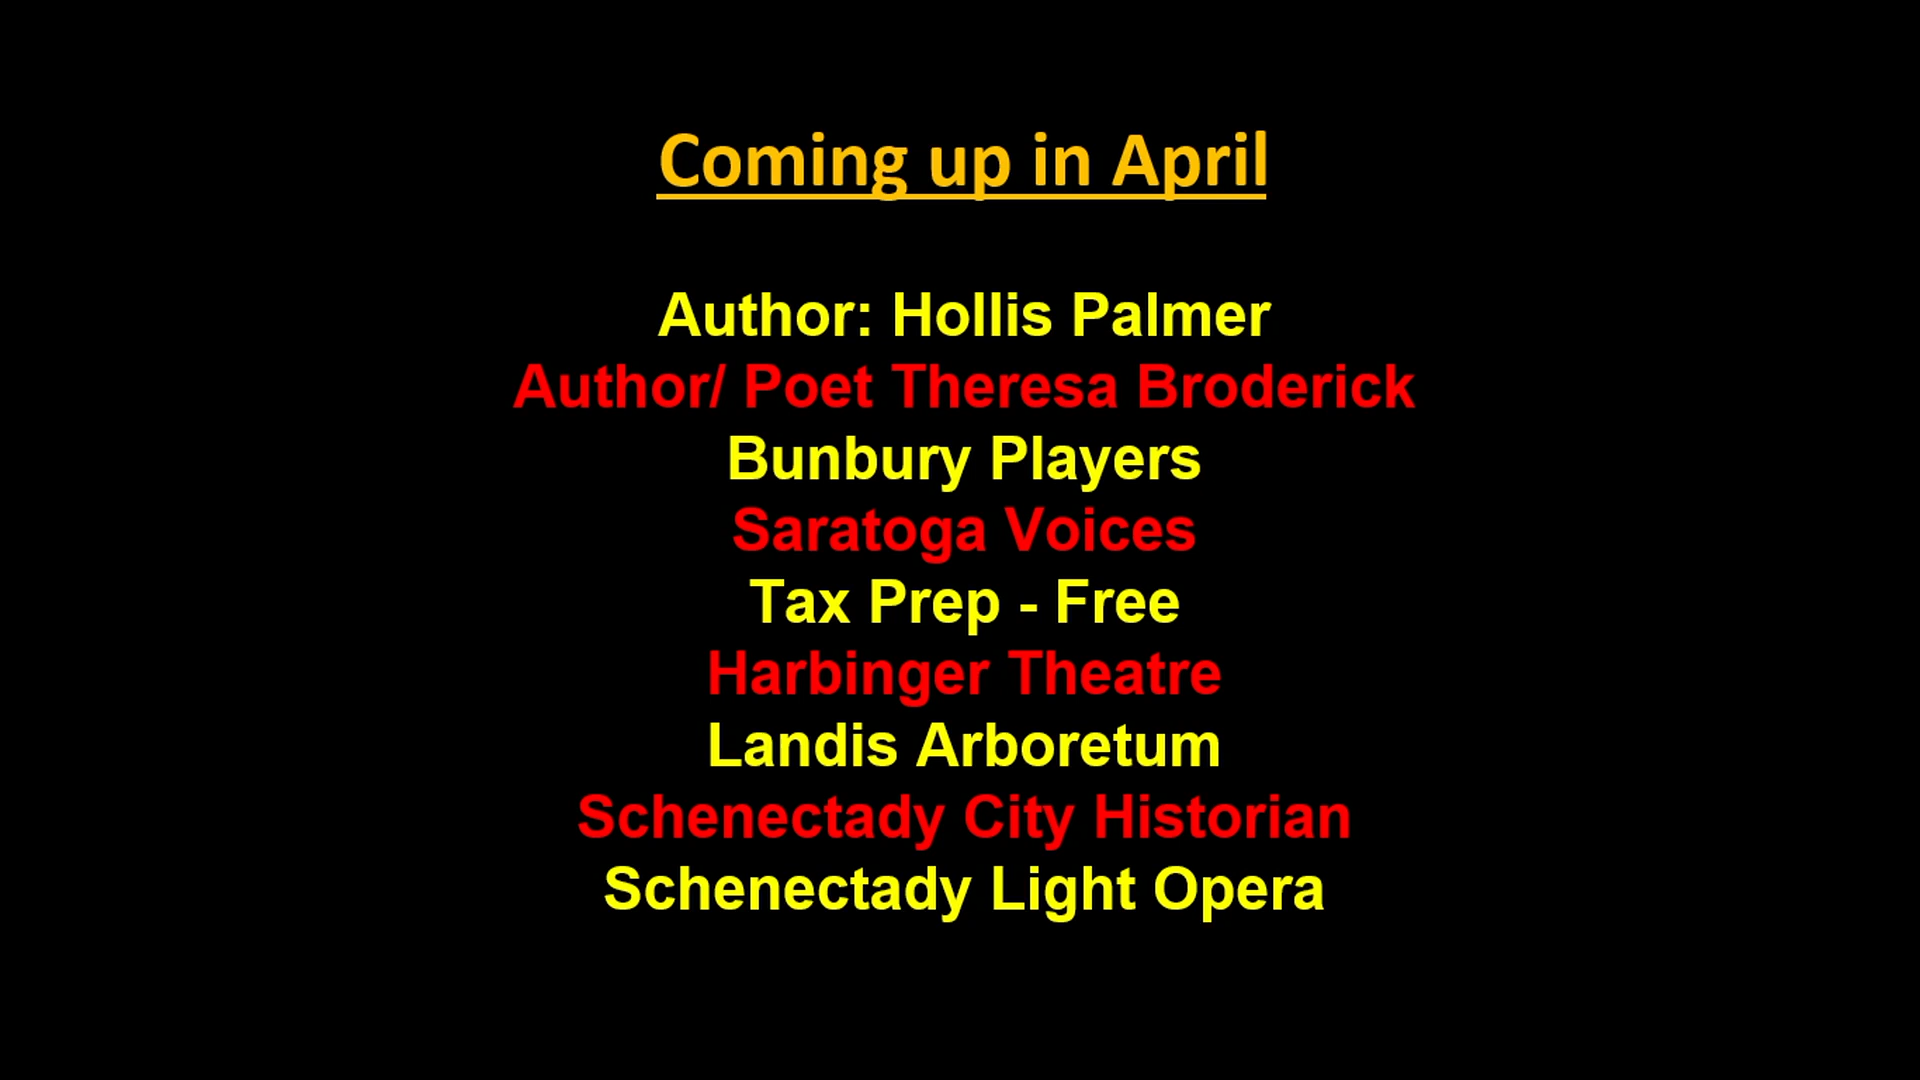 Coming up in April
Author: Hollis Palmer
Author/ Poet Theresa Broderick
Bunbury Players
Saratoga Voices
Tax Prep - Free
Harbinger Theatre
Landis Arboretum
Schenectady City Historian
Schenectady Light Opera